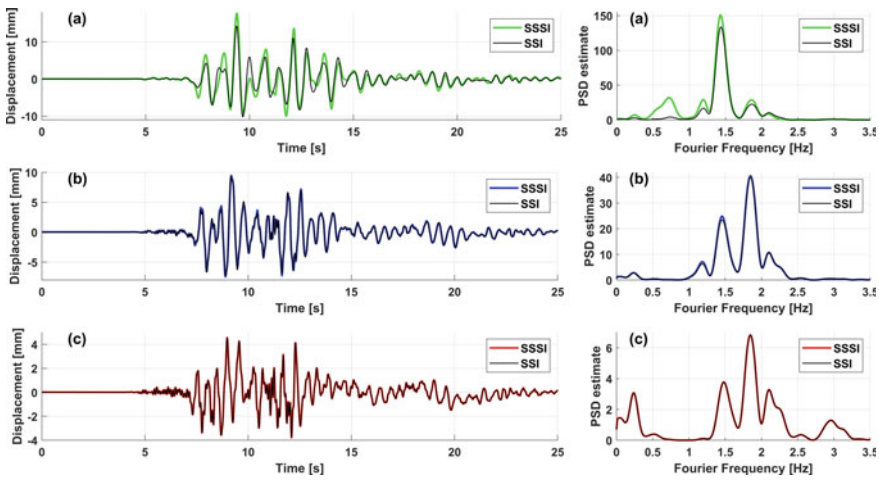 (a)
SSSI
SSI
Displacement [mm]
10
0
-10
0
5
10
15
20
25
Time [s]
(a)
SSSI
SSI
PSD estimate
150
100
50
0
0
0.5
1
1.5
2
2.5
3
3.5
Fourier Frequency [Hz]
(b)
SSSI
SSI
Displacement [mm]
10
5
0
-5
0
5
10
15
20
25
Time [s]
(b)
SSSI
SSI
PSD estimate
40
30
20
10
0
0
0.5
1
1.5
2
2.5
3
3.5
Fourier Frequency [Hz]
(c)
SSSI
SSI
Displacement [mm]
4
2
0
-2
-4
0
5
10
15
20
25
Time [s]
(c)
SSSI
SSI
PSD estimate
6
4
2
0
0
0.5
1
1.5
2
2.5
3
3.5
Fourier Frequency [Hz]